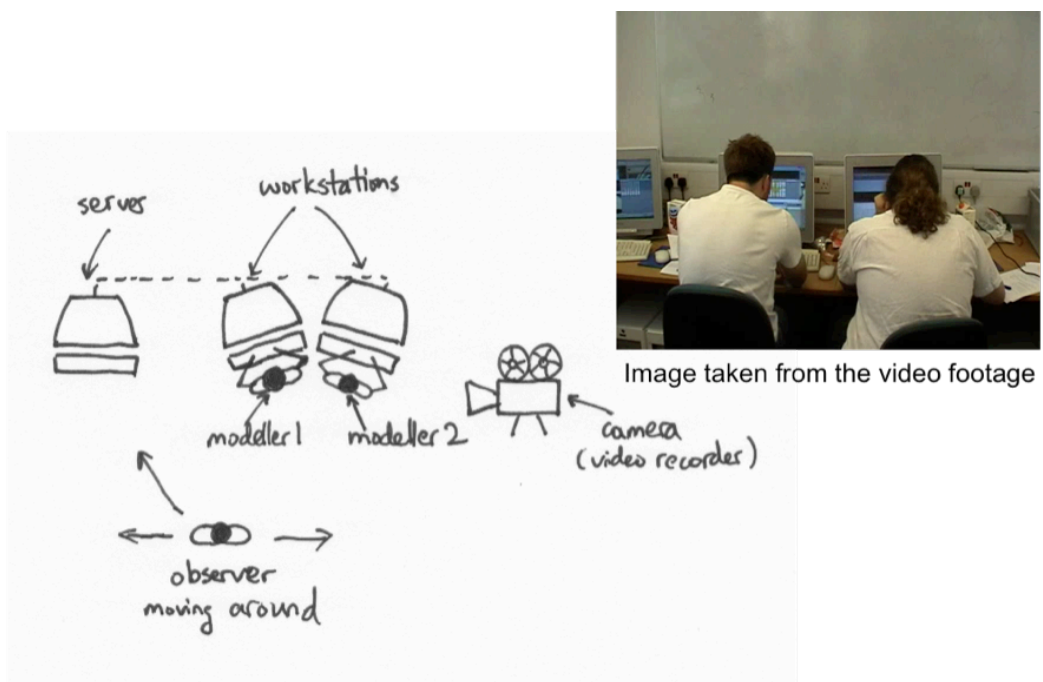 server
workstations
modeller 1
modeller 2
camera
(video recorder)
observer
moving around
Image taken from the video footage